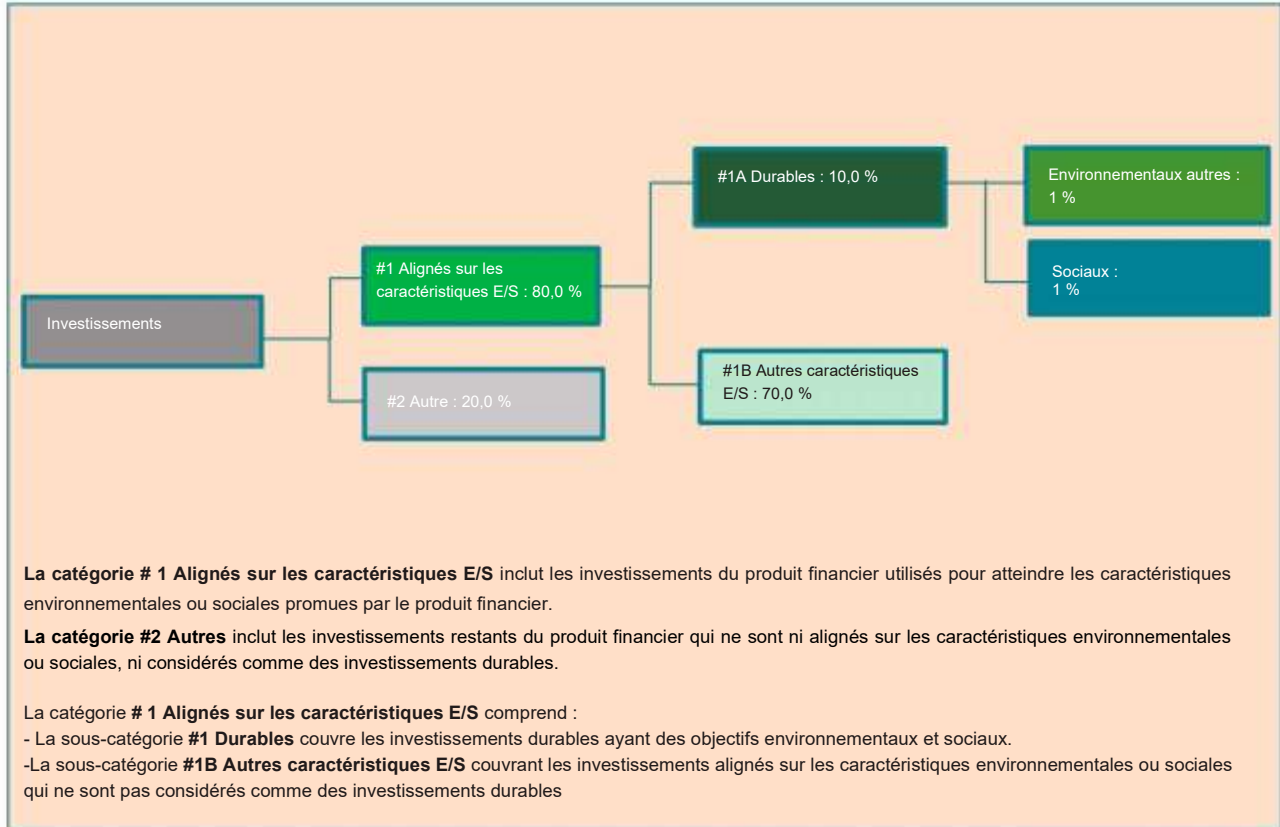 #1A Durables : 10,0 %
Environnementaux autres :
1 %
#1 Alignés sur les
caractéristiques E/S : 80,0 %
Sociaux :
1 %
Investissements
#1B Autres caractéristiques
E/S : 70,0 %
#2 Autre : 20,0 %
La catégorie # 1 Alignés sur les caractéristiques E/S inclut les investissements du produit financier utilisés pour atteindre les caractéristiques
environnementales ou sociales promues par le produit financier.
La catégorie #2 Autres inclut les investissements restants du produit financier qui ne sont ni alignés sur les caractéristiques environnementales
ou sociales, ni considérés comme des investissements durables.
La catégorie # 1 Alignés sur les caractéristiques E/S comprend :
- La sous-catégorie #1 Durables couvre les investissements durables ayant des objectifs environnementaux et sociaux.
-La sous-catégorie #1B Autres caractéristiques E/S couvrant les investissements alignés sur les caractéristiques environnementales ou sociales
qui ne sont pas considérés comme des investissements durables